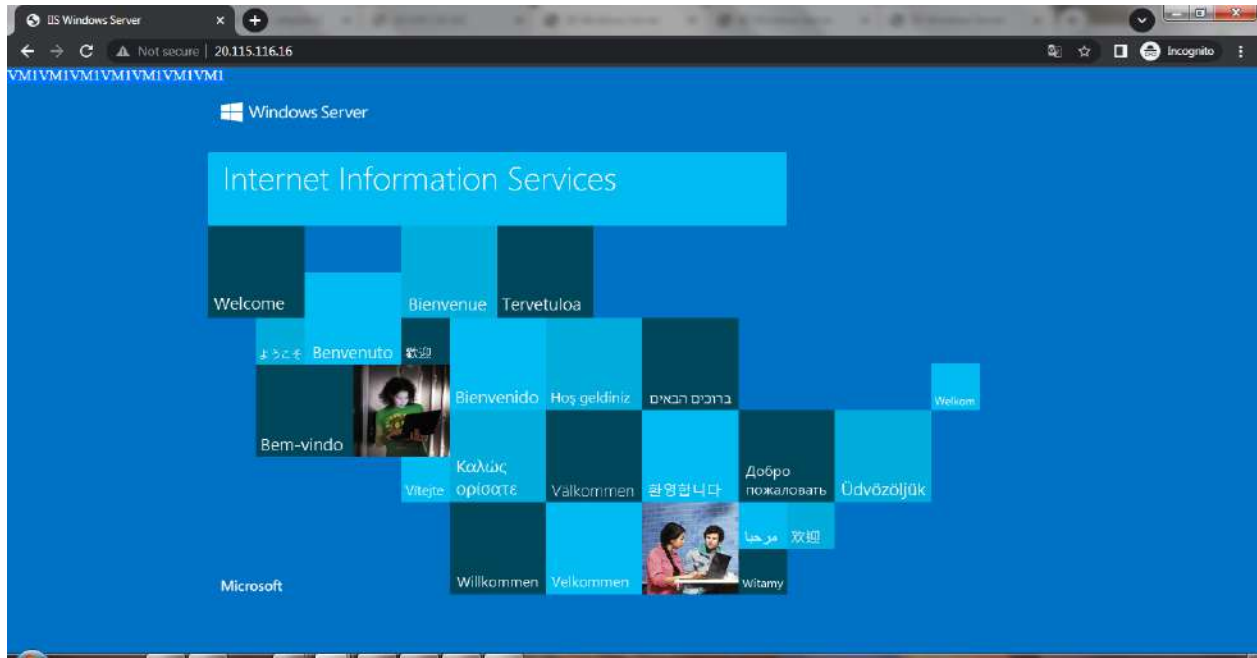 IIS Windows Server
Not secure
20.115.116.16
Incognito
VM1VM1VM1VM1VM1VM1VM1
Windows Server
Internet Information Services
Welcome
Bienvenue
Tervetuloa
ようこそ
Benvenuto
歡迎
Bienvenido
Hoş geldiniz
ברוכים הבאים
Welkom
Bem-vindo
Vítejte
Καλώς
ορίσατε
Välkommen
환영합니다
Добро
пожаловать
Üdvözöljük
مرحبا
欢迎
Microsoft
Willkommen
Velkommen
Witamy